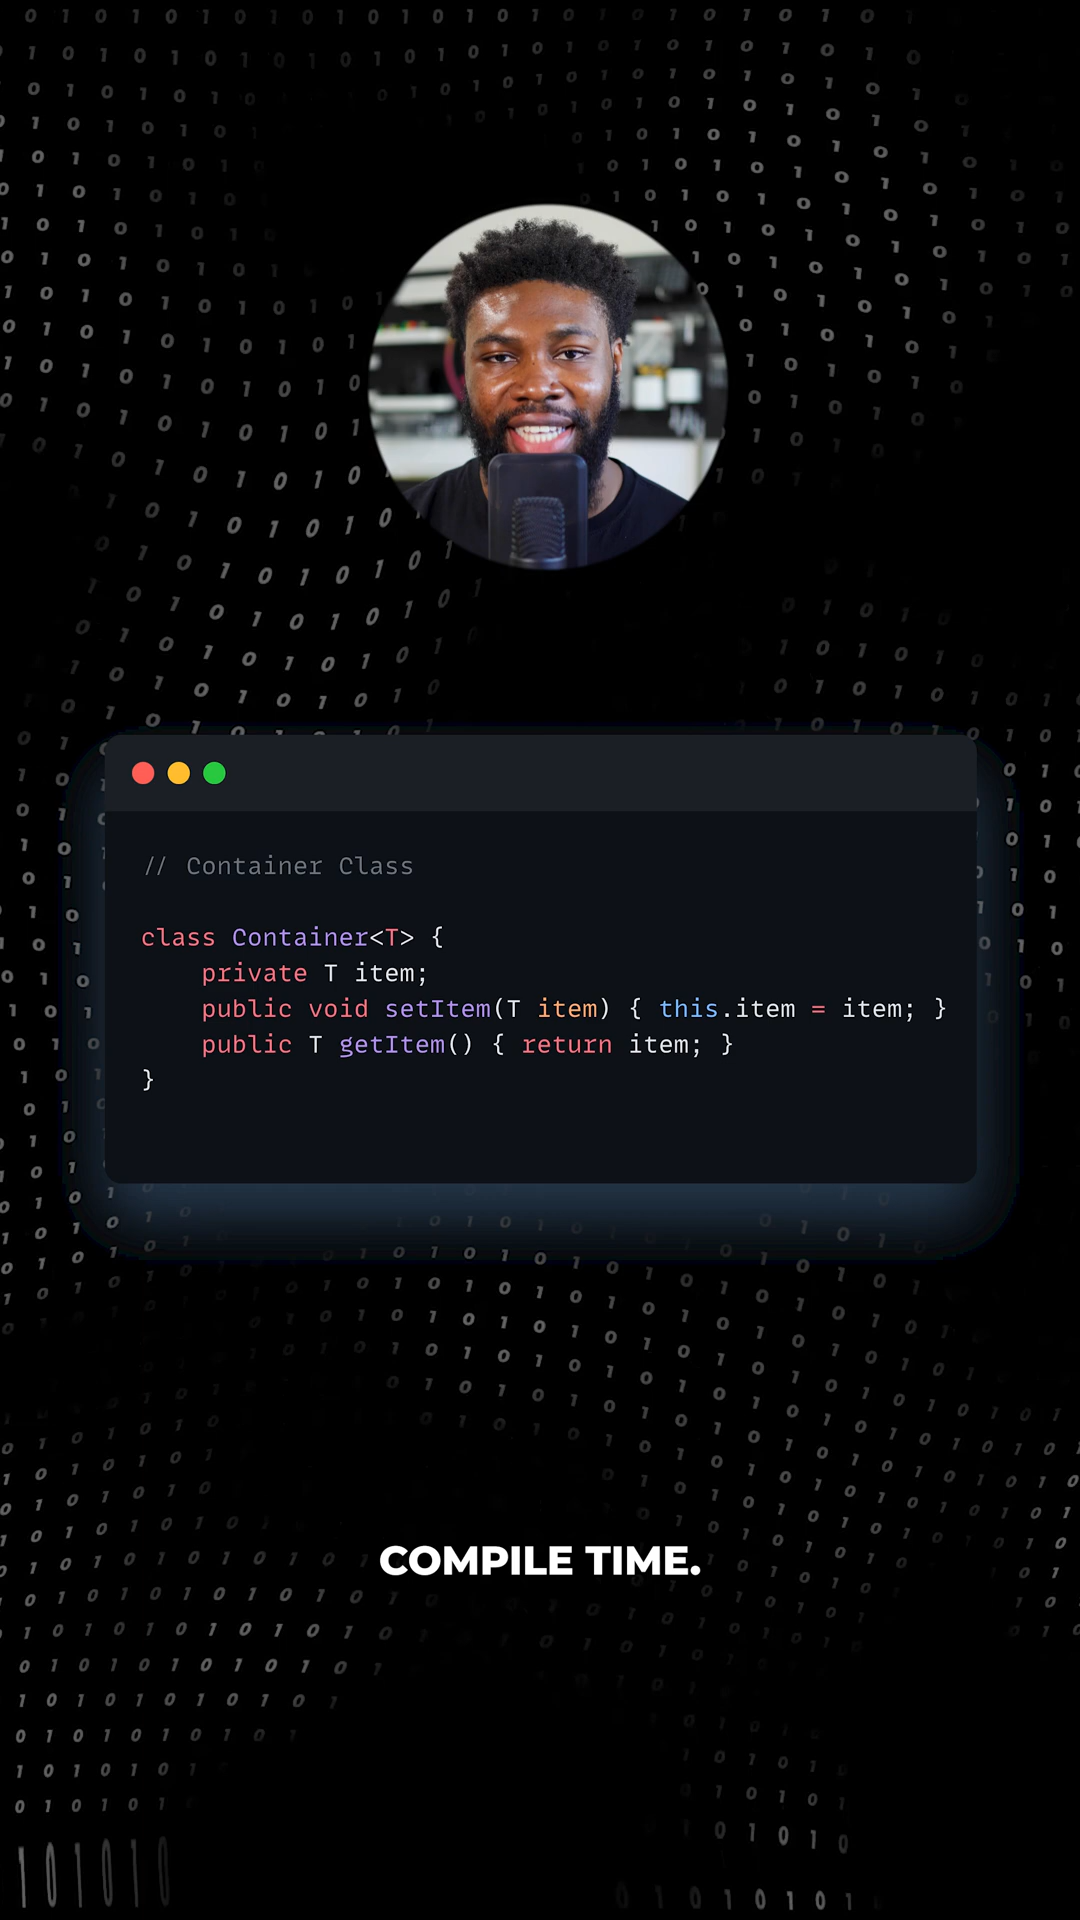 // Container Class
class Container<T> {
    private T item;
    public void setItem(T item) { this.item = item; }
    public T getItem() { return item; }
}
COMPILE TIME.